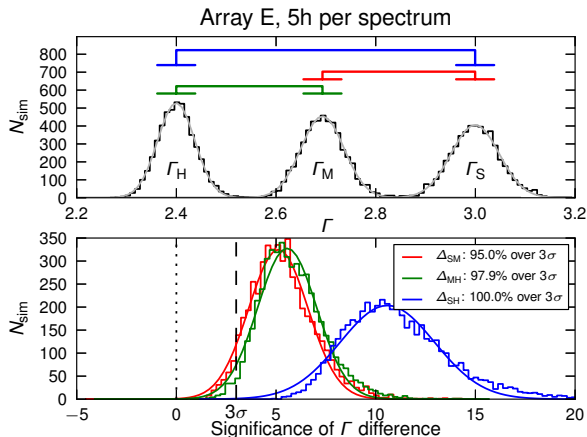 Array E, 5h per spectrum
900
800
700
600
500
400
300
200
100
0
N_sim
Γ_H
Γ_M
Γ_S
2.2 2.4 2.6 2.8 3.0 3.2
Γ
350
300
250
200
150
100
50
0
N_sim
Δ_SM: 95.0% over 3σ
Δ_MH: 97.9% over 3σ
Δ_SH: 100.0% over 3σ
−5 0 3σ 5 10 15 20
Significance of Γ difference